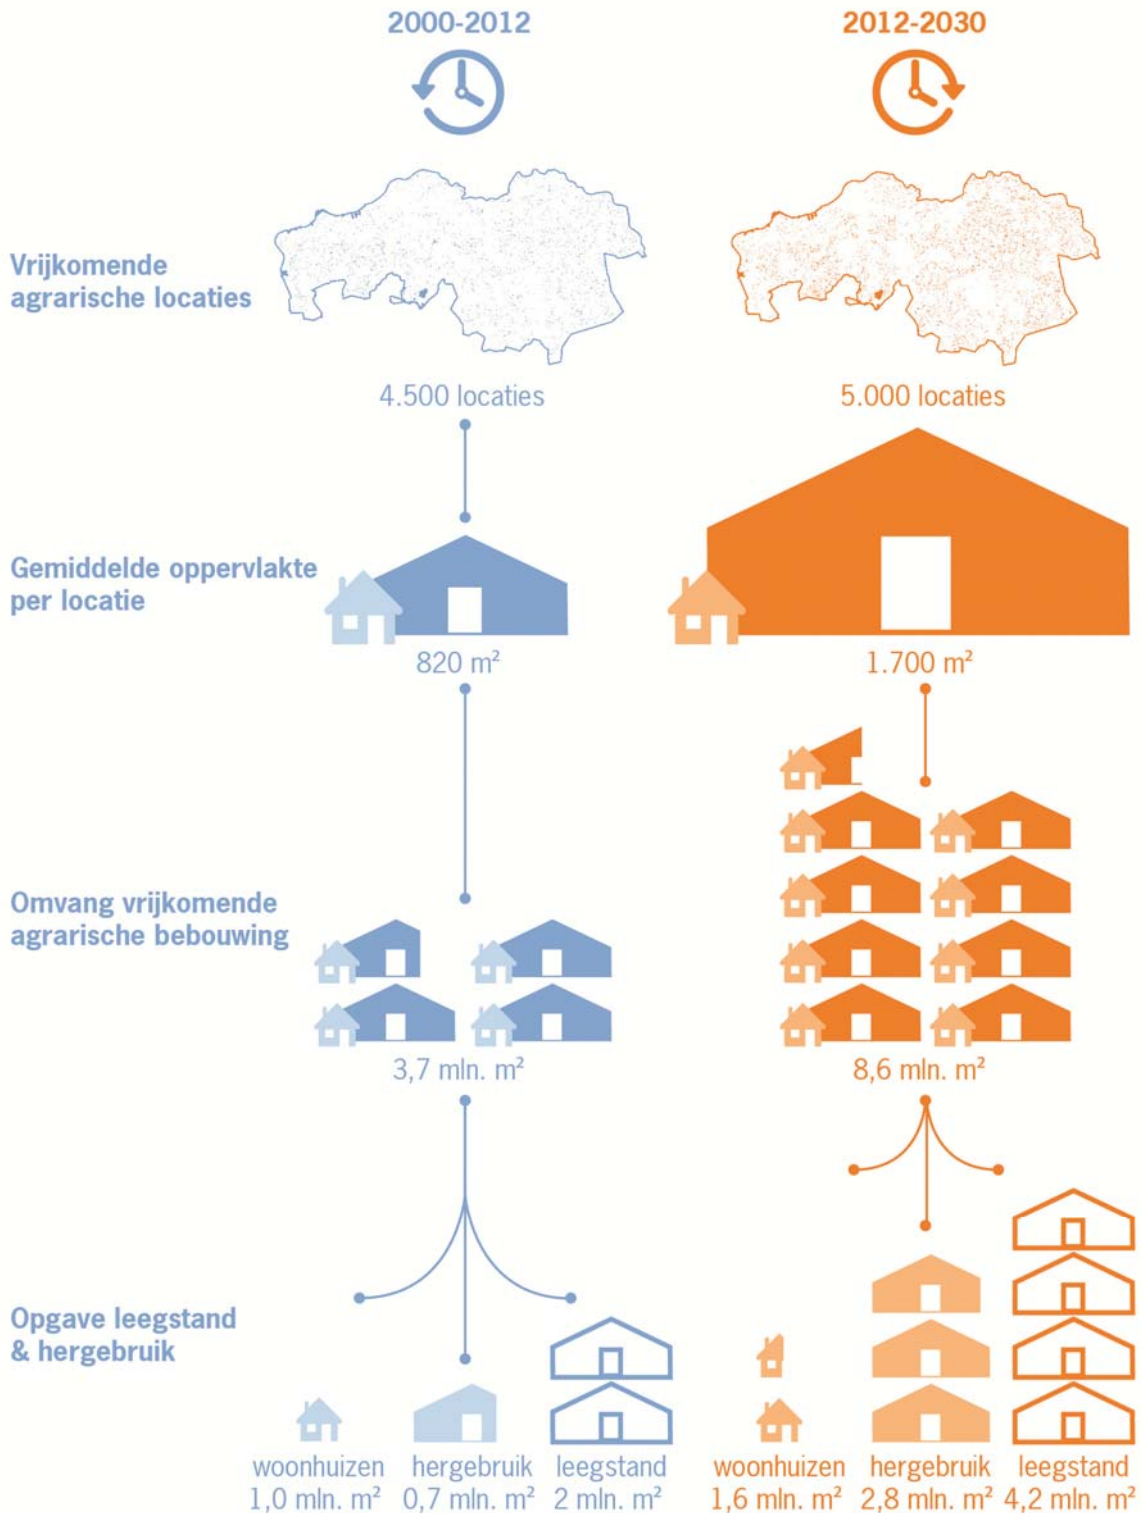 2000-2012
2012-2030
Vrijkomende
agrarische locaties
4.500 locaties
5.000 locaties
Gemiddelde oppervlakte
per locatie
820 m²
1.700 m²
Omvang vrijkomende
agrarische bebouwing
3,7 mln. m²
8,6 mln. m²
Opgave leegstand
& hergebruik
woonhuizen
1,0 mln. m²
hergebruik
0,7 mln. m²
leegstand
2 mln. m²
woonhuizen
1,6 mln. m²
hergebruik
2,8 mln. m²
leegstand
4,2 mln. m²